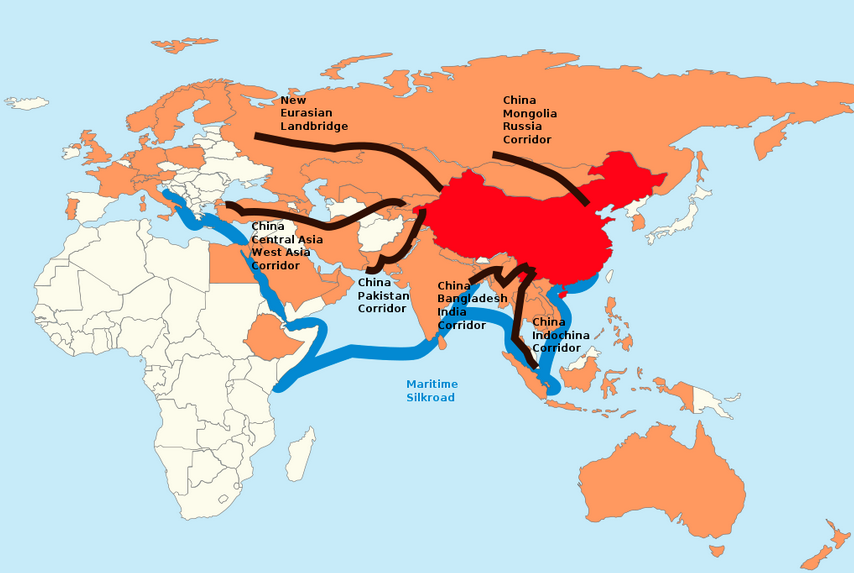 New
Eurasian
Landbridge
China
Mongolia
Russia
Corridor
China
Central Asia
West Asia
Corridor
China
Pakistan
Corridor
China
Bangladesh
India
Corridor
China
Indochina
Corridor
Maritime
Silkroad